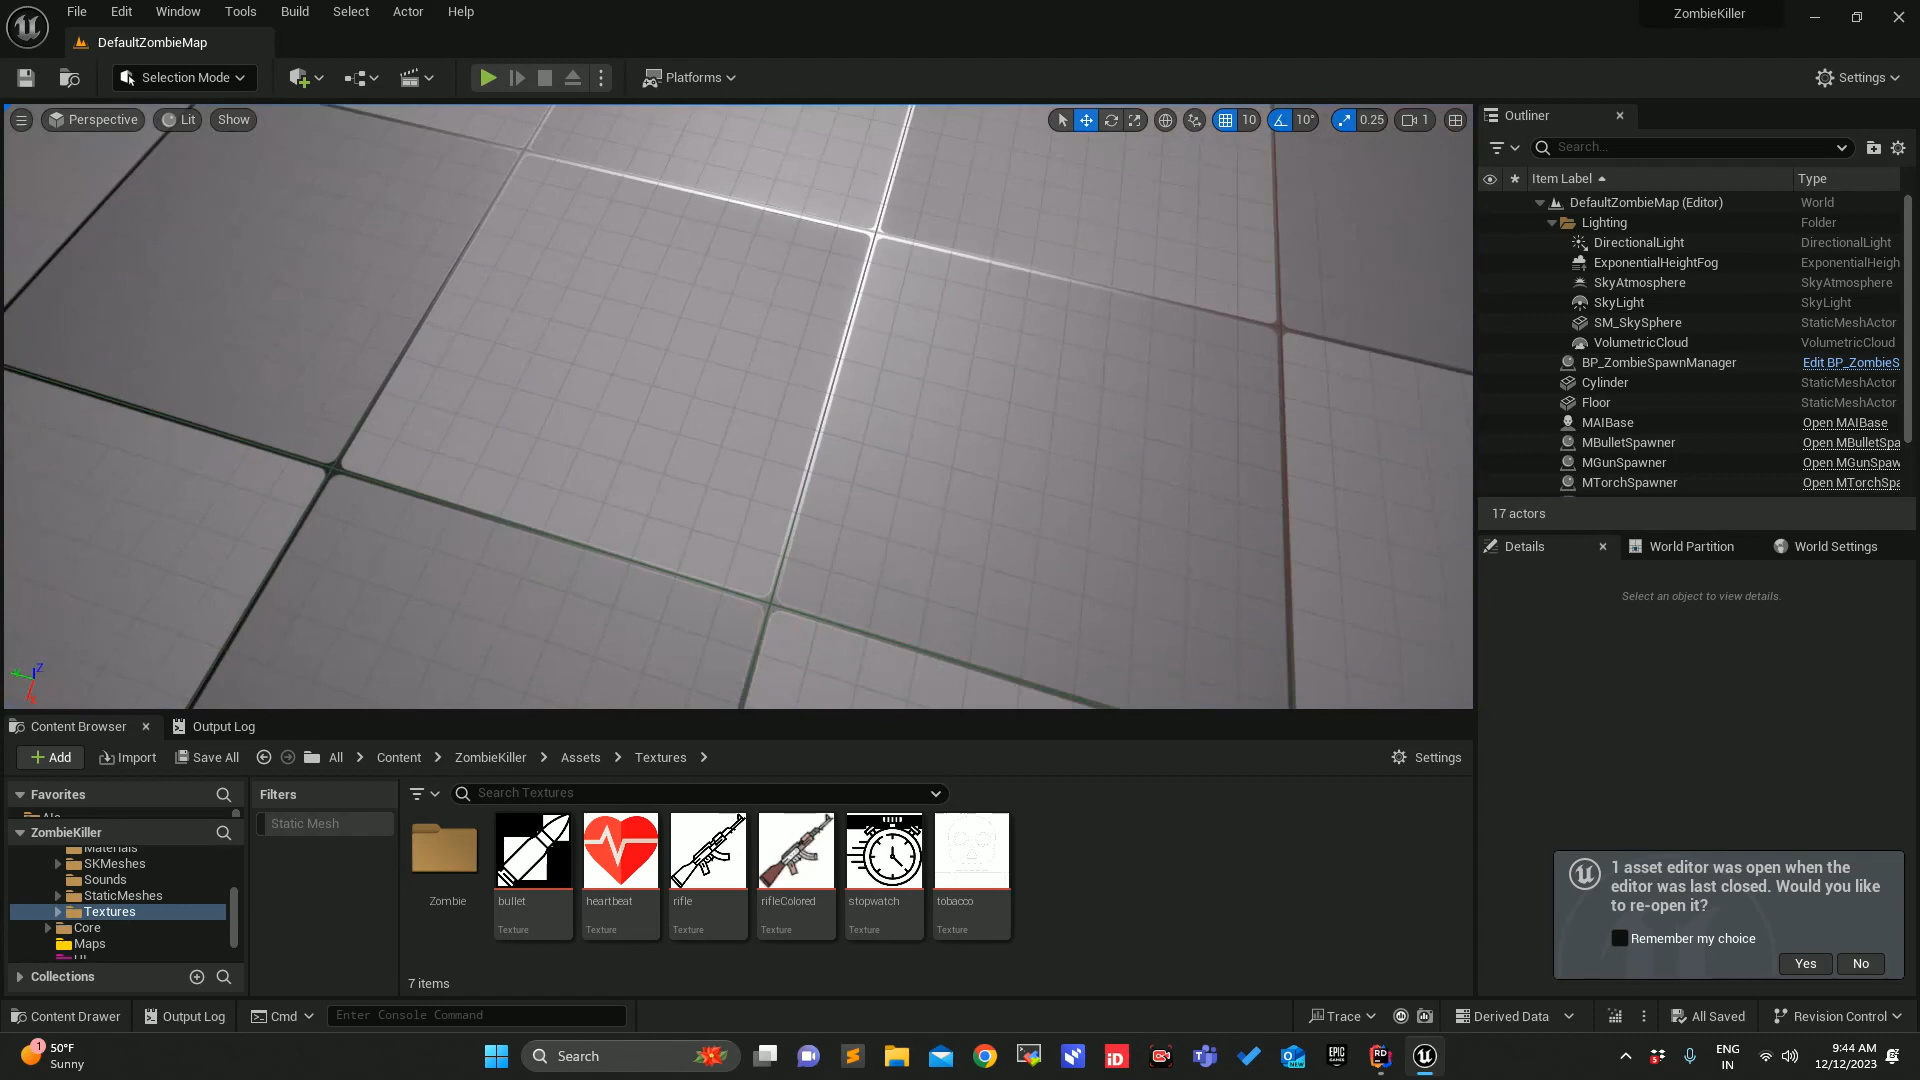 File Edit Window Tools Build Select Actor Help
ZombieKiller
DefaultZombieMap
Selection Mode
Platforms
Settings
Perspective Lit Show
10 10° 0.25 1
Outliner
Search...
Item Label Type
DefaultZombieMap (Editor) World
Lighting Folder
DirectionalLight DirectionalLight
ExponentialHeightFog ExponentialHeigh
SkyAtmosphere SkyAtmosphere
SkyLight SkyLight
SM_SkySphere StaticMeshActor
VolumetricCloud VolumetricCloud
BP_ZombieSpawnManager Edit BP_ZombieS
Cylinder StaticMeshActor
Floor StaticMeshActor
MAIBase Open MAIBase
MBulletSpawner Open MBulletSpa
MGunSpawner Open MGunSpaw
MTorchSpawner Open MTorchSpa
17 actors
Details World Partition World Settings
Select an object to view details.
Z
Content Browser Output Log
Add Import Save All All Content ZombieKiller Assets Textures Settings
Favorites
Filters
Search Textures
Static Mesh
ZombieKiller
Materials
SKMeshes
Sounds
StaticMeshes
Textures
Core
Maps
Collections
Zombie
bullet
Texture
heartbeat
Texture
rifle
Texture
rifleColored
Texture
stopwatch
Texture
tobacco
Texture
7 items
1 asset editor was open when the
editor was last closed. Would you like
to re-open it?
Remember my choice
Yes No
Content Drawer Output Log Cmd Enter Console Command
Trace Derived Data All Saved Revision Control
1
50°F
Sunny
Search
iD
NEW
EPIC
GAMES
RD
ENG
IN
9:44 AM
12/12/2023